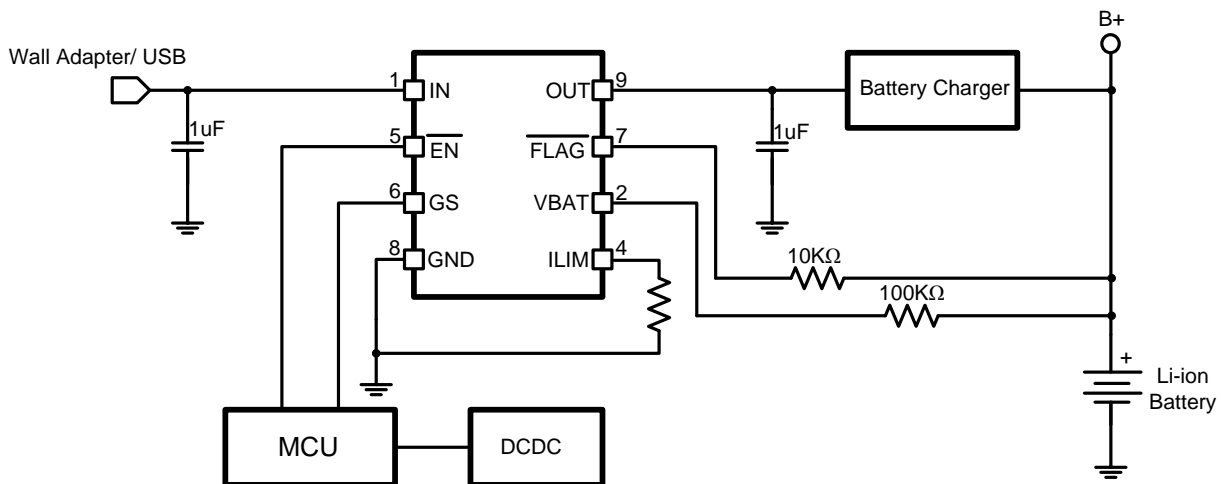 B+
Wall Adapter/ USB
1 IN OUT 9
Battery Charger
1uF
5 EN FLAG 7
1uF
6 GS VBAT 2
8 GND ILIM 4
10KΩ
100KΩ
+
Li-ion
Battery
MCU
DCDC